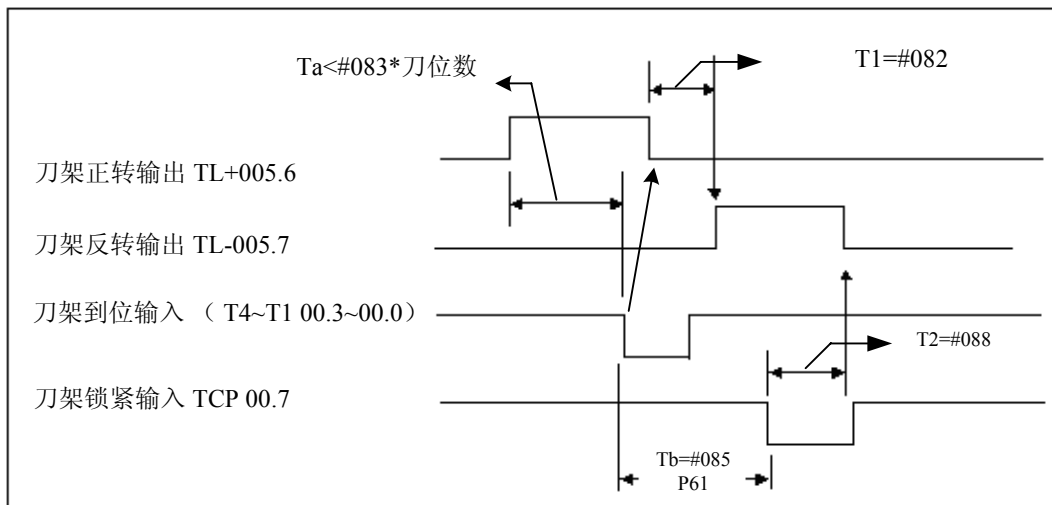 Ta<#083*刀位数
T1=#082
刀架正转输出 TL+005.6
刀架反转输出 TL-005.7
刀架到位输入 （ T4~T1 00.3~00.0）
T2=#088
刀架锁紧输入 TCP 00.7
Tb=#085
P61